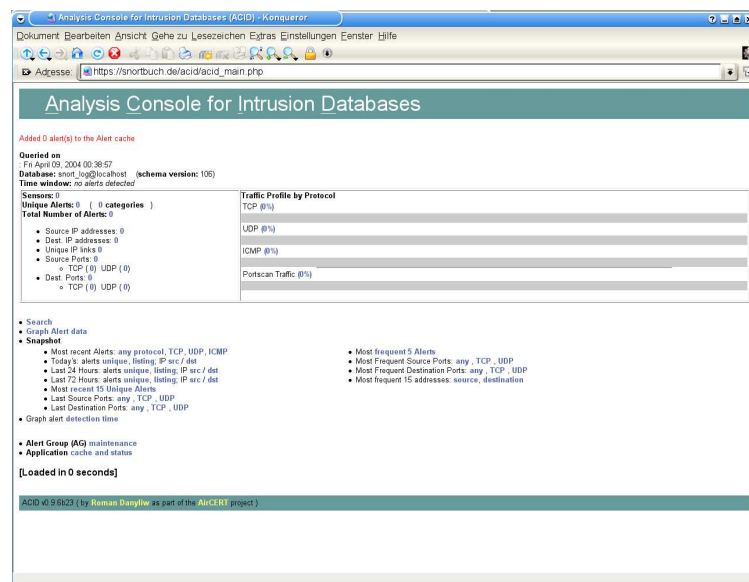 Analysis Console for Intrusion Databases (ACID) - Konqueror
Dokument Bearbeiten Ansicht Gehe zu Lesezeichen Extras Einstellungen Fenster Hilfe
Adresse: https://snortbuch.de/acid/acid_main.php
Analysis Console for Intrusion Databases
Added 0 alert(s) to the Alert cache
Queried on
: Fri April 09, 2004 00:38:57
Database: snort_log@localhost (schema version: 106)
Time window: no alerts detected
Sensors: 0
Unique Alerts: 0 ( 0 categories )
Total Number of Alerts: 0
• Source IP addresses: 0
• Dest. IP addresses: 0
• Unique IP links 0
• Source Ports: 0
○ TCP ( 0) UDP ( 0)
• Dest. Ports: 0
○ TCP ( 0) UDP ( 0)
Traffic Profile by Protocol
TCP (0%)
UDP (0%)
ICMP (0%)
Portscan Traffic (0%)
• Search
• Graph Alert data
• Snapshot
• Most recent Alerts: any protocol, TCP, UDP, ICMP
• Today's: alerts unique, listing; IP src / dst
• Last 24 Hours: alerts unique, listing; IP src / dst
• Last 72 Hours: alerts unique, listing; IP src / dst
• Most recent 15 Unique Alerts
• Last Source Ports: any , TCP , UDP
• Last Destination Ports: any , TCP , UDP
• Most frequent 5 Alerts
• Most Frequent Source Ports: any , TCP , UDP
• Most Frequent Destination Ports: any , TCP , UDP
• Most frequent 15 addresses: source, destination
• Graph alert detection time
• Alert Group (AG) maintenance
• Application cache and status
[Loaded in 0 seconds]
ACID v0.9.6b23 ( by Roman Danyliw as part of the AirCERT project )